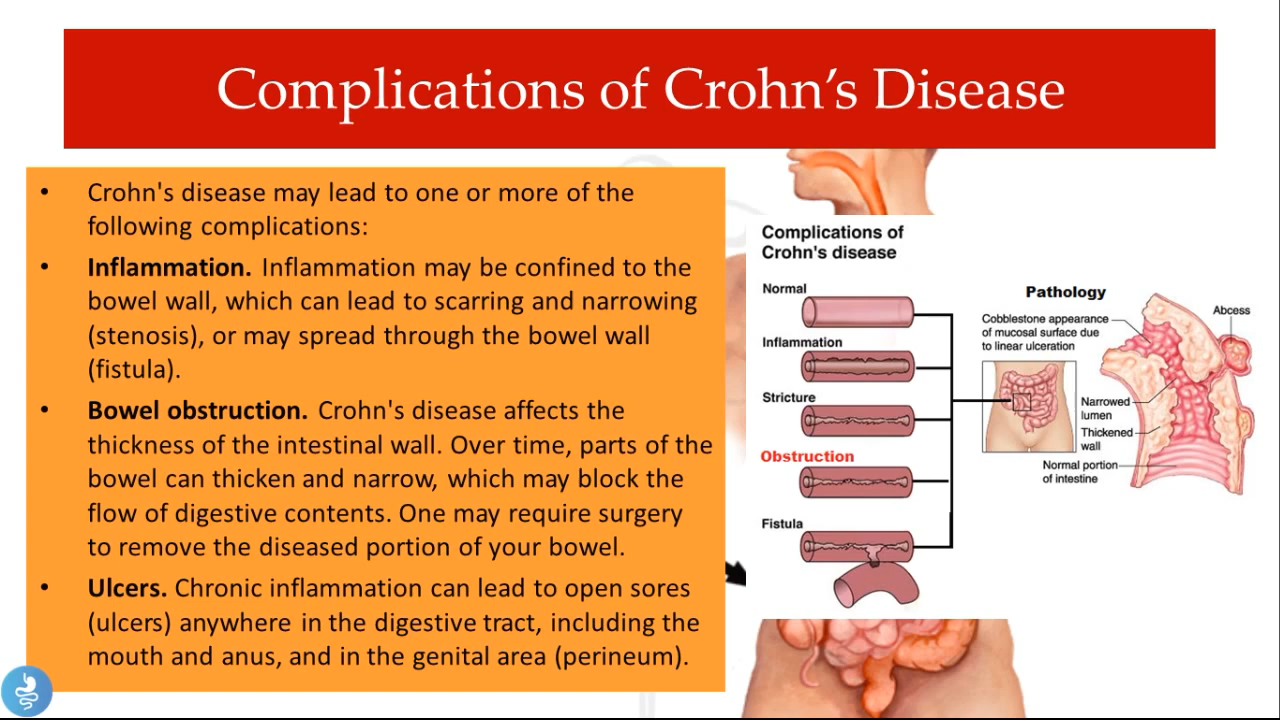 Complications of Crohn’s Disease
• Crohn's disease may lead to one or more of the
following complications:
• Inflammation. Inflammation may be confined to the
bowel wall, which can lead to scarring and narrowing
(stenosis), or may spread through the bowel wall
(fistula).
• Bowel obstruction. Crohn's disease affects the
thickness of the intestinal wall. Over time, parts of the
bowel can thicken and narrow, which may block the
flow of digestive contents. One may require surgery
to remove the diseased portion of your bowel.
• Ulcers. Chronic inflammation can lead to open sores
(ulcers) anywhere in the digestive tract, including the
mouth and anus, and in the genital area (perineum).
Complications of
Crohn's disease
Normal
Inflammation
Stricture
Obstruction
Fistula
Pathology
Cobblestone appearance
of mucosal surface due
to linear ulceration
Abcess
Narrowed
lumen
Thickened
wall
Normal portion
of intestine